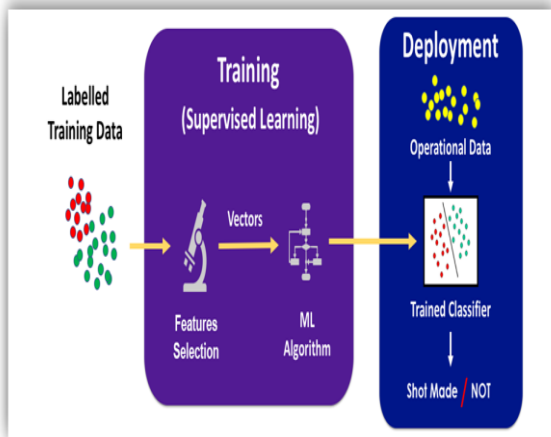 Labelled
Training Data
Training
(Supervised Learning)
Vectors
Features
Selection
ML
Algorithm
Deployment
Operational Data
Trained Classifier
Shot Made / NOT